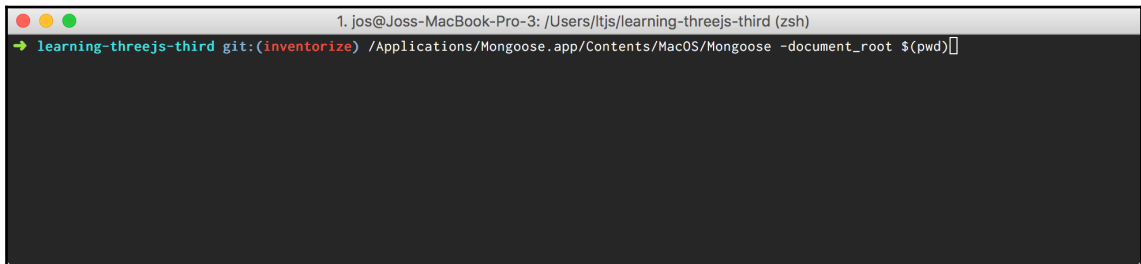 1. jos@Joss-MacBook-Pro-3: /Users/ltjs/learning-threejs-third (zsh)
➜ learning-threejs-third git:(inventorize) /Applications/Mongoose.app/Contents/MacOS/Mongoose -document_root $(pwd)